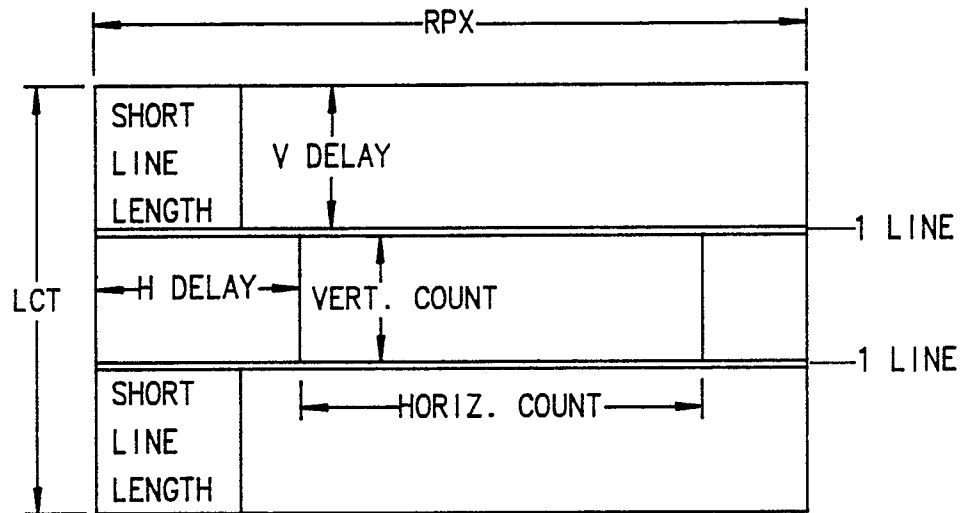 RPX
SHORT
LINE
LENGTH
V DELAY
1 LINE
LCT
H DELAY
VERT. COUNT
1 LINE
SHORT
LINE
LENGTH
HORIZ. COUNT